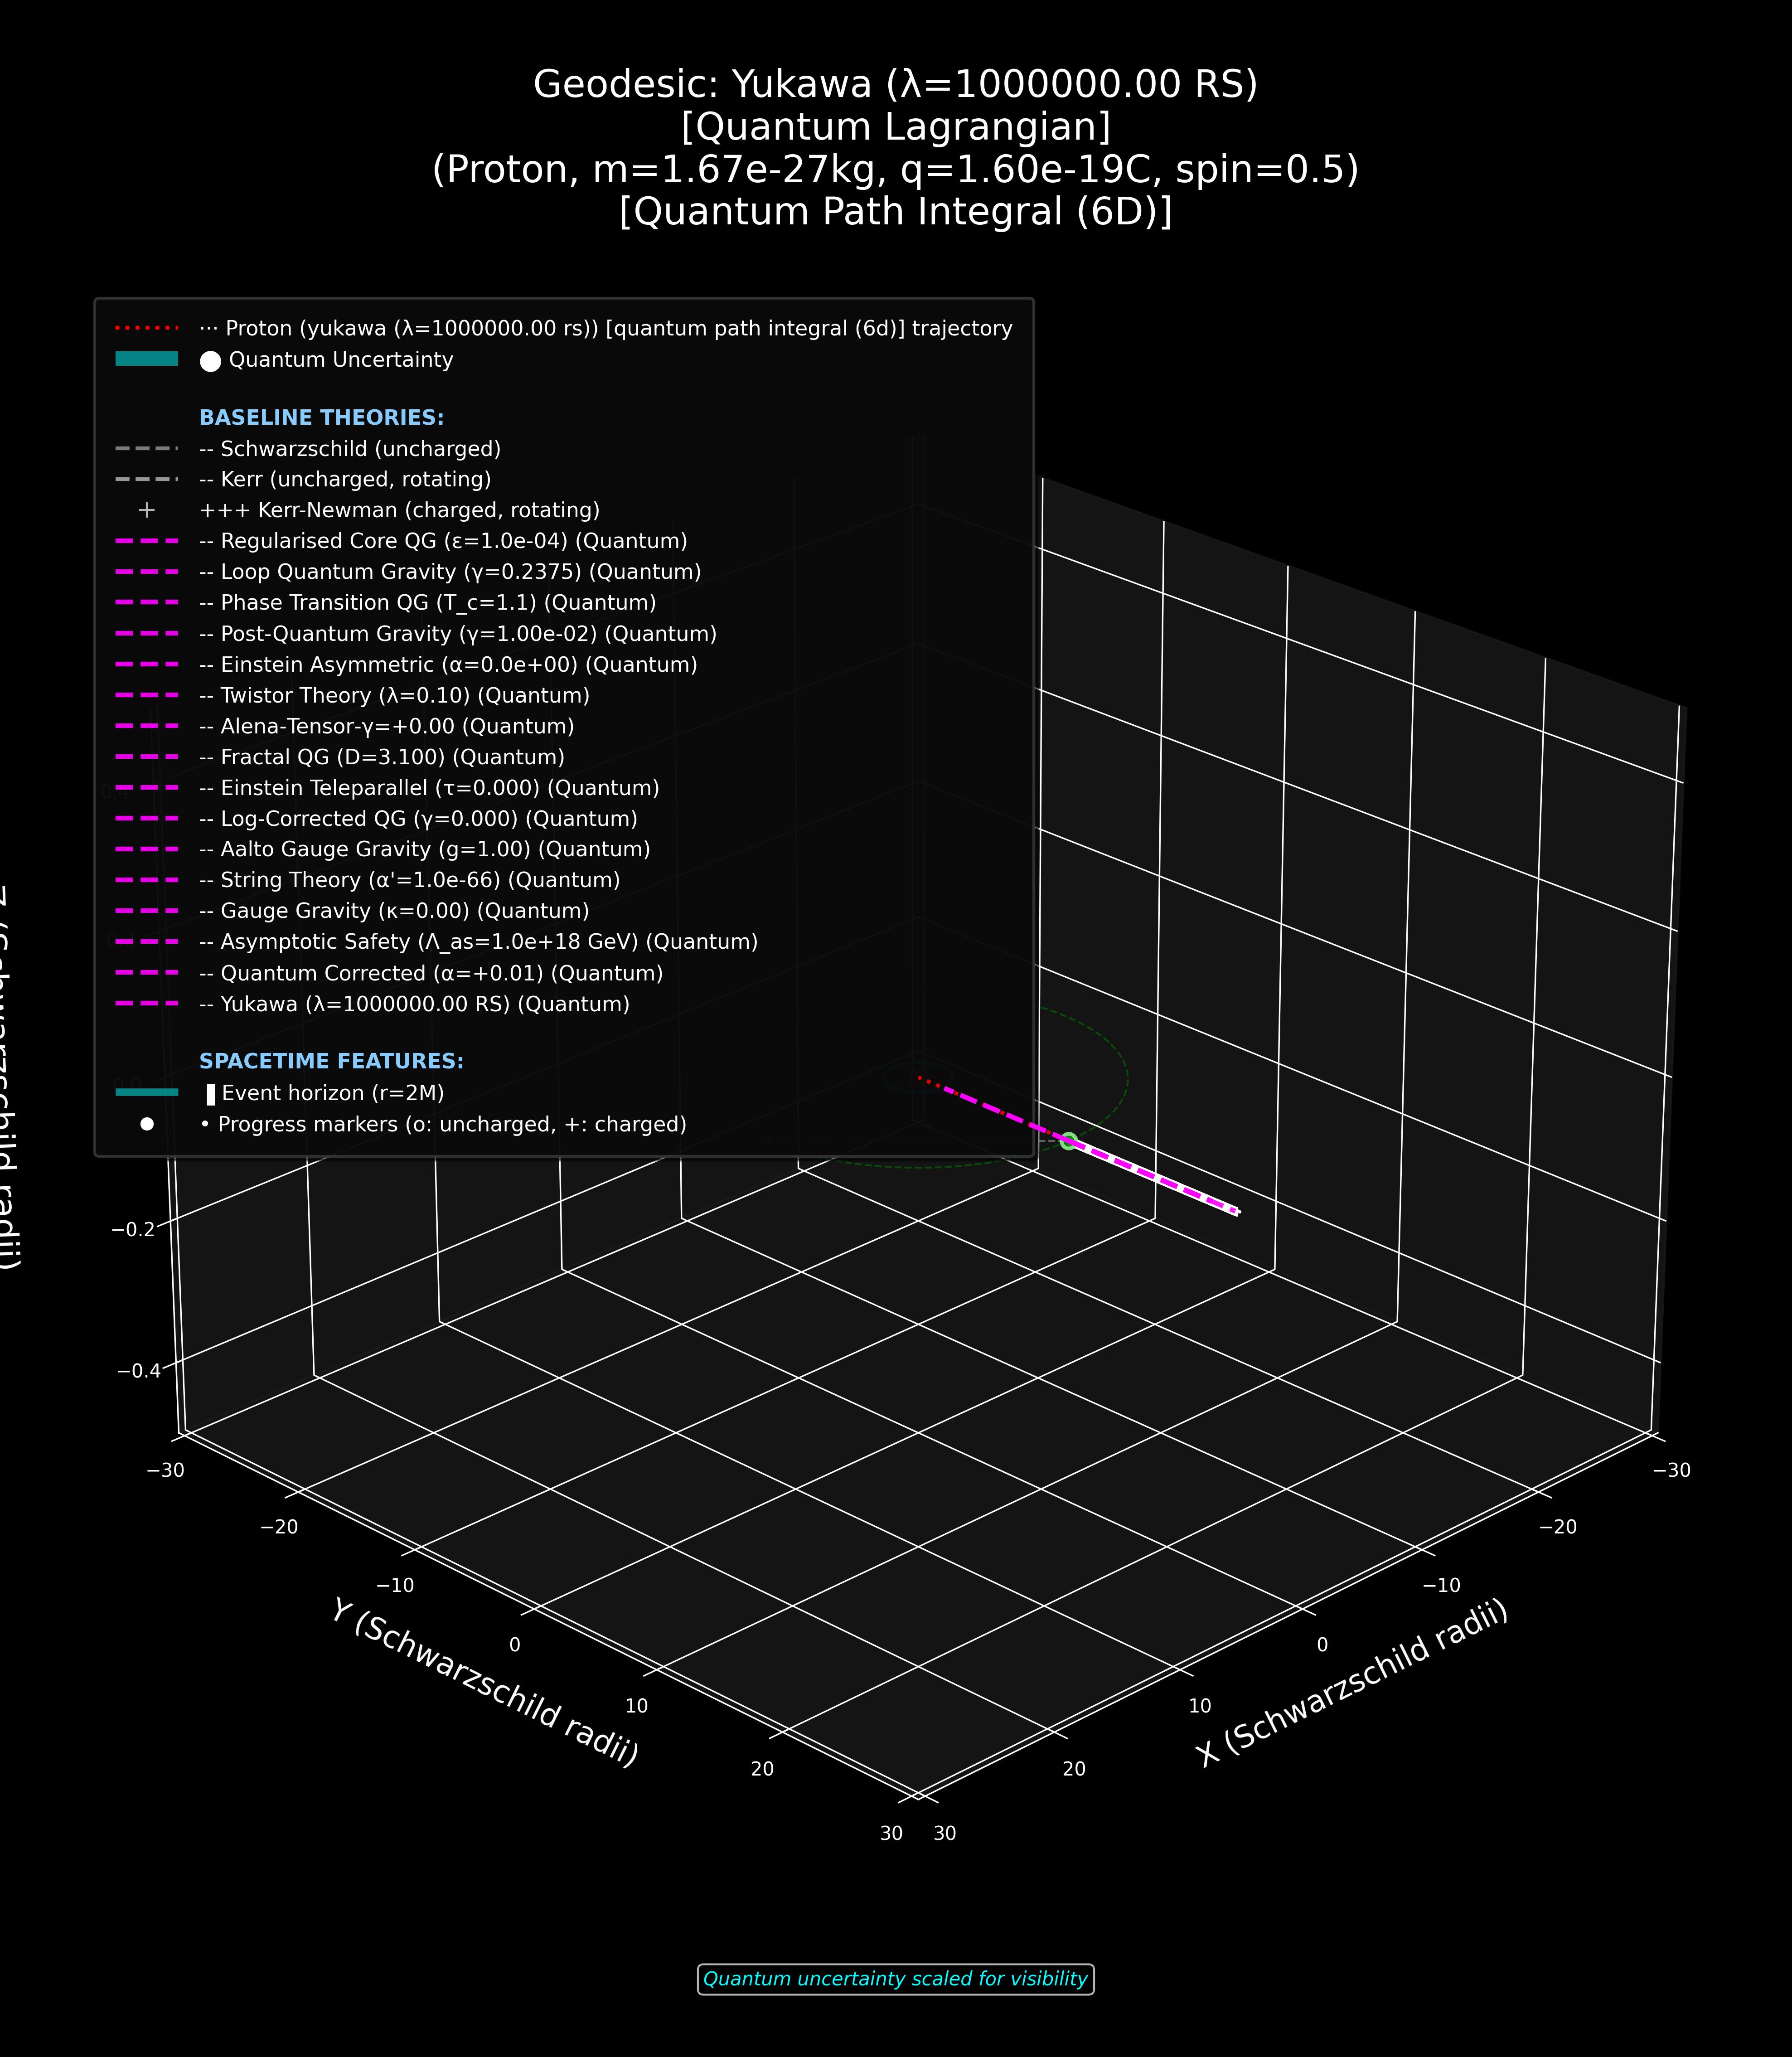 Geodesic: Yukawa (λ=1000000.00 RS)
[Quantum Lagrangian]
(Proton, m=1.67e-27kg, q=1.60e-19C, spin=0.5)
[Quantum Path Integral (6D)]
··· Proton (yukawa (λ=1000000.00 rs)) [quantum path integral (6d)] trajectory
● Quantum Uncertainty
BASELINE THEORIES:
-- Schwarzschild (uncharged)
-- Kerr (uncharged, rotating)
+++ Kerr-Newman (charged, rotating)
-- Regularised Core QG (ε=1.0e-04) (Quantum)
-- Loop Quantum Gravity (γ=0.2375) (Quantum)
-- Phase Transition QG (T_c=1.1) (Quantum)
-- Post-Quantum Gravity (γ=1.00e-02) (Quantum)
-- Einstein Asymmetric (α=0.0e+00) (Quantum)
-- Twistor Theory (λ=0.10) (Quantum)
-- Alena-Tensor-γ=+0.00 (Quantum)
-- Fractal QG (D=3.100) (Quantum)
-- Einstein Teleparallel (τ=0.000) (Quantum)
-- Log-Corrected QG (γ=0.000) (Quantum)
-- Aalto Gauge Gravity (g=1.00) (Quantum)
-- String Theory (α'=1.0e-66) (Quantum)
-- Gauge Gravity (κ=0.00) (Quantum)
-- Asymptotic Safety (Λ_as=1.0e+18 GeV) (Quantum)
-- Quantum Corrected (α=+0.01) (Quantum)
-- Yukawa (λ=1000000.00 RS) (Quantum)
SPACETIME FEATURES:
▐ Event horizon (r=2M)
• Progress markers (o: uncharged, +: charged)
−0.2
−0.4
−30
−20
−10
0
10
20
30
Y (Schwarzschild radii)
30
20
10
0
−10
−20
−30
X (Schwarzschild radii)
radii)
Quantum uncertainty scaled for visibility